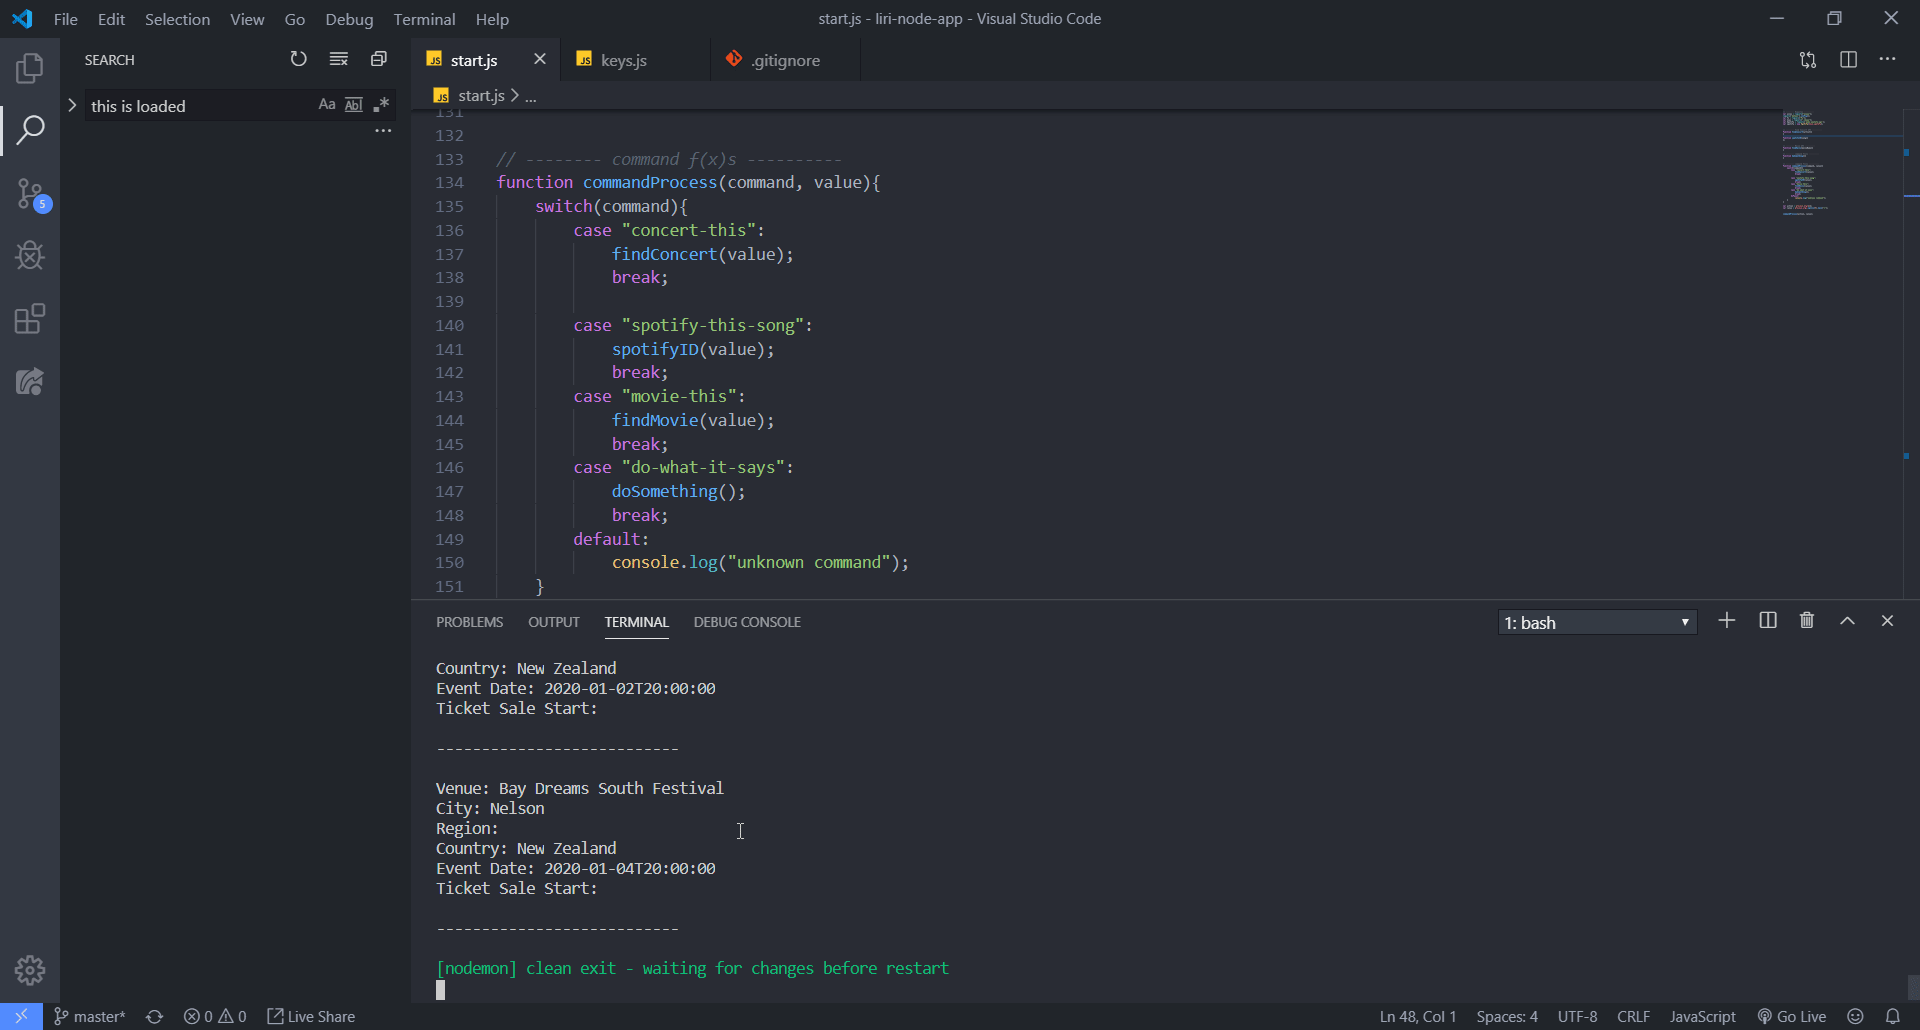 File Edit Selection View Go Debug Terminal Help
start.js - liri-node-app - Visual Studio Code
SEARCH
this is loaded
Aa Abl .*
5
start.js
keys.js
.gitignore
start.js > ...
131
132
133 // -------- command f(x)s ----------
134 function commandProcess(command, value){
135 switch(command){
136 case "concert-this":
137 findConcert(value);
138 break;
139
140 case "spotify-this-song":
141 spotifyID(value);
142 break;
143 case "movie-this":
144 findMovie(value);
145 break;
146 case "do-what-it-says":
147 doSomething();
148 break;
149 default:
150 console.log("unknown command");
151 }
PROBLEMS OUTPUT TERMINAL DEBUG CONSOLE
1: bash
Country: New Zealand
Event Date: 2020-01-02T20:00:00
Ticket Sale Start:
---------------------------
Venue: Bay Dreams South Festival
City: Nelson
Region:
Country: New Zealand
Event Date: 2020-01-04T20:00:00
Ticket Sale Start:
---------------------------
[nodemon] clean exit - waiting for changes before restart
master* 0 0 Live Share
Ln 48, Col 1 Spaces: 4 UTF-8 CRLF JavaScript Go Live